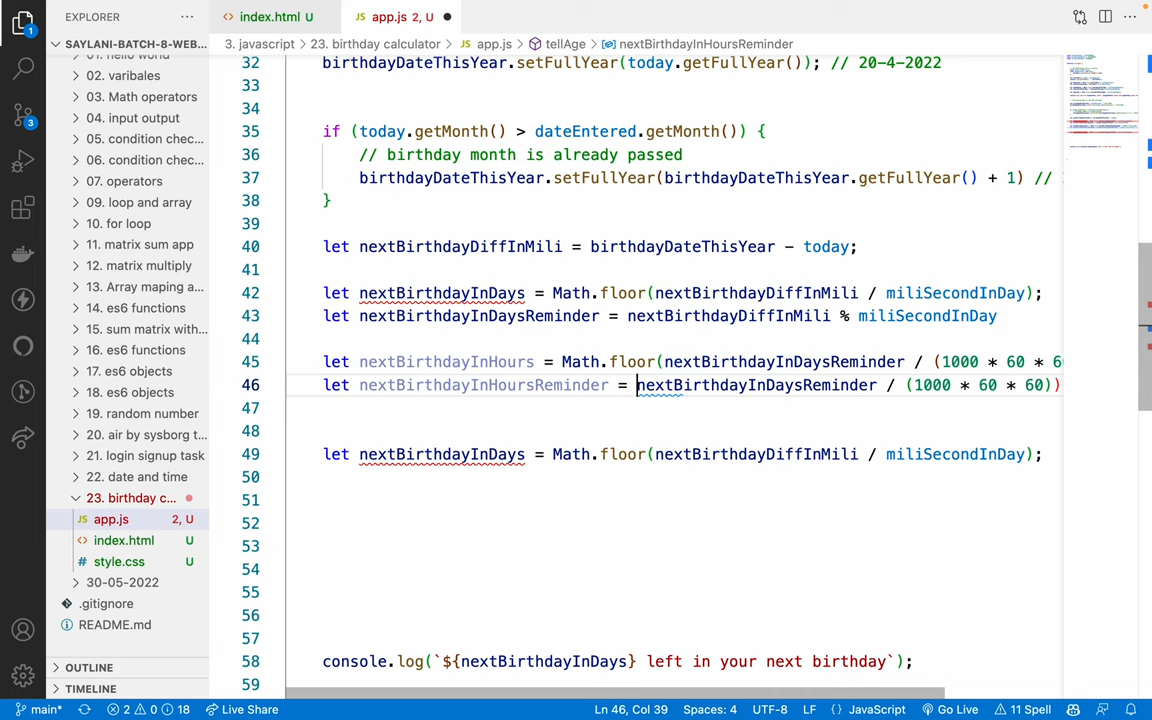 1
3
EXPLORER
SAYLANI-BATCH-8-WEB...
02. varibales
03. Math operators
04. input output
05. condition chec...
06. condition chec...
07. operators
09. loop and array
10. for loop
11. matrix sum app
12. matrix multiply
13. Array maping a...
14. es6 functions
15. sum matrix with...
16. es6 functions
17. es6 objects
18. es6 objects
19. random number
20. air by sysborg t...
21. login signup task
22. date and time
23. birthday c...
JS app.js 2, U
<> index.html U
# style.css U
30-05-2022
.gitignore
README.md
OUTLINE
TIMELINE
<> index.html U
JS app.js 2, U
3. javascript > 23. birthday calculator > JS app.js > tellAge > nextBirthdayInHoursReminder
32 birthdayDateThisYear.setFullYear(today.getFullYear()); // 20-4-2022
33
34
35 if (today.getMonth() > dateEntered.getMonth()) {
36 // birthday month is already passed
37 birthdayDateThisYear.setFullYear(birthdayDateThisYear.getFullYear() + 1) //
38 }
39
40 let nextBirthdayDiffInMili = birthdayDateThisYear - today;
41
42 let nextBirthdayInDays = Math.floor(nextBirthdayDiffInMili / miliSecondInDay);
43 let nextBirthdayInDaysReminder = nextBirthdayDiffInMili % miliSecondInDay
44
45 let nextBirthdayInHours = Math.floor(nextBirthdayInDaysReminder / (1000 * 60 * 6
46 let nextBirthdayInHoursReminder = nextBirthdayInDaysReminder / (1000 * 60 * 60))
47
48
49 let nextBirthdayInDays = Math.floor(nextBirthdayDiffInMili / miliSecondInDay);
50
51
52
53
54
55
56
57
58 console.log(`${nextBirthdayInDays} left in your next birthday`);
59
main* 2 0 18 Live Share Ln 46, Col 39 Spaces: 4 UTF-8 LF {} JavaScript Go Live 11 Spell